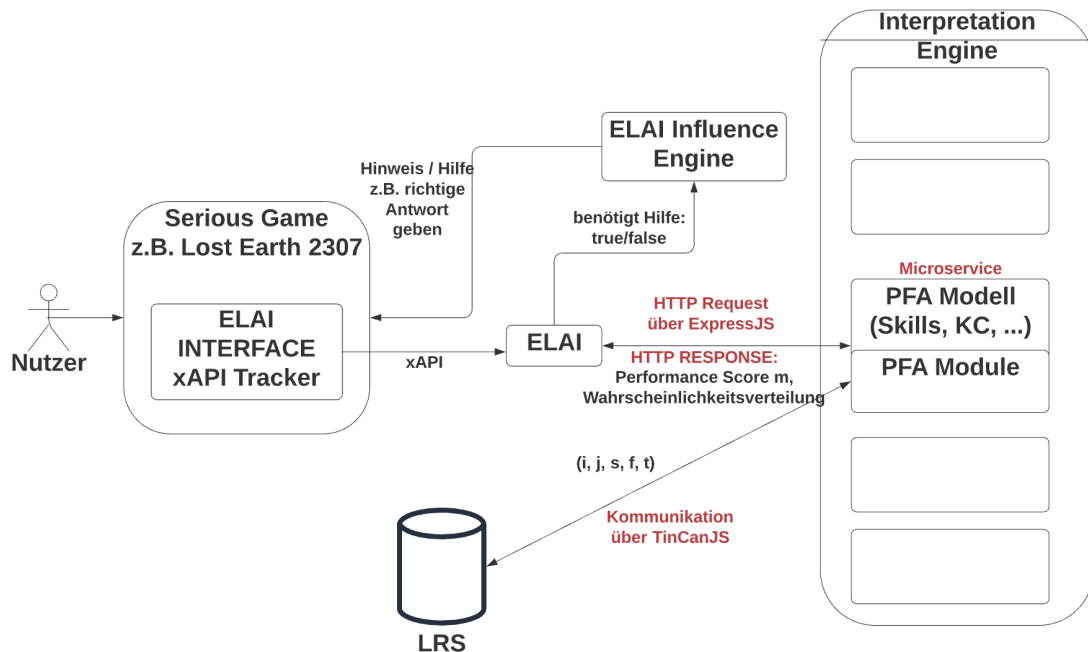 Interpretation
Engine
ELAI Influence
Engine
Hinweis / Hilfe
z.B. richtige
Antwort
geben
benötigt Hilfe:
true/false
Serious Game
z.B. Lost Earth 2307
Microservice
PFA Modell
(Skills, KC, ...)
PFA Module
HTTP Request
über ExpressJS
ELAI
INTERFACE
xAPI Tracker
Nutzer
xAPI
ELAI
HTTP RESPONSE:
Performance Score m,
Wahrscheinlichkeitsverteilung
(i, j, s, f, t)
Kommunikation
über TinCanJS
LRS